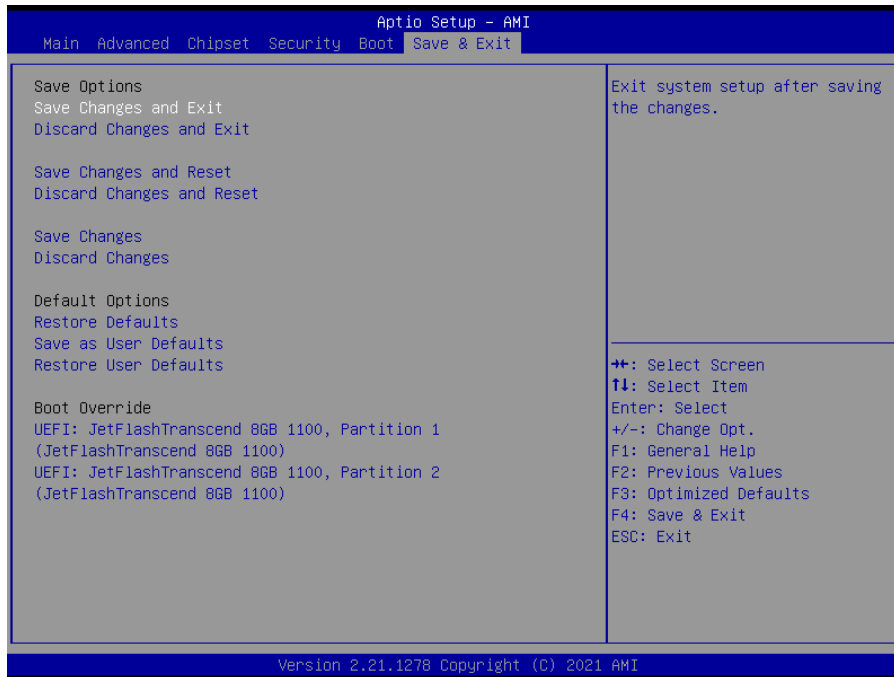 Aptio Setup – AMI
Main Advanced Chipset Security Boot Save & Exit
Save Options
Save Changes and Exit
Discard Changes and Exit
Save Changes and Reset
Discard Changes and Reset
Save Changes
Discard Changes
Default Options
Restore Defaults
Save as User Defaults
Restore User Defaults
Boot Override
UEFI: JetFlashTranscend 8GB 1100, Partition 1
(JetFlashTranscend 8GB 1100)
UEFI: JetFlashTranscend 8GB 1100, Partition 2
(JetFlashTranscend 8GB 1100)
Exit system setup after saving
the changes.
→←: Select Screen
↑↓: Select Item
Enter: Select
+/-: Change Opt.
F1: General Help
F2: Previous Values
F3: Optimized Defaults
F4: Save & Exit
ESC: Exit
Version 2.21.1278 Copyright (C) 2021 AMI